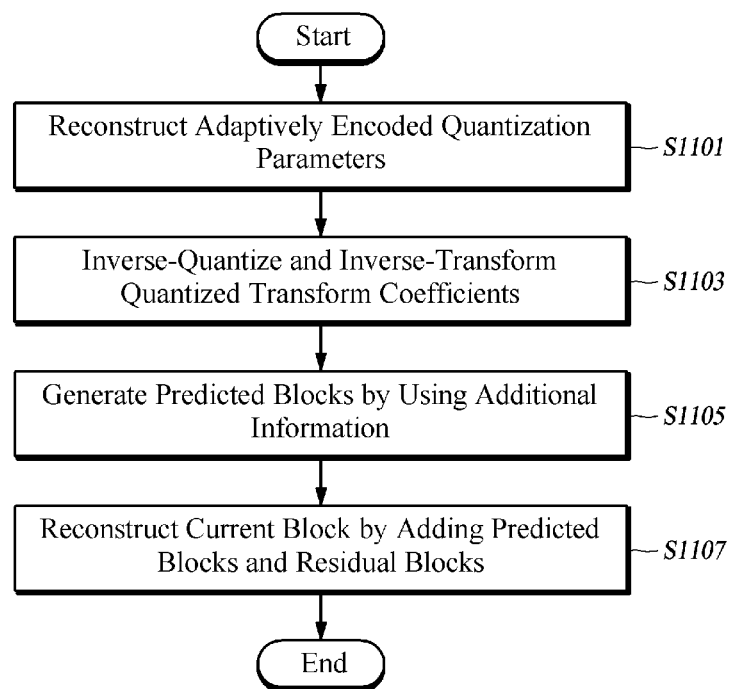 Start
Reconstruct Adaptively Encoded Quantization
Parameters
S1101
Inverse-Quantize and Inverse-Transform
Quantized Transform Coefficients
S1103
Generate Predicted Blocks by Using Additional
Information
S1105
Reconstruct Current Block by Adding Predicted
Blocks and Residual Blocks
S1107
End